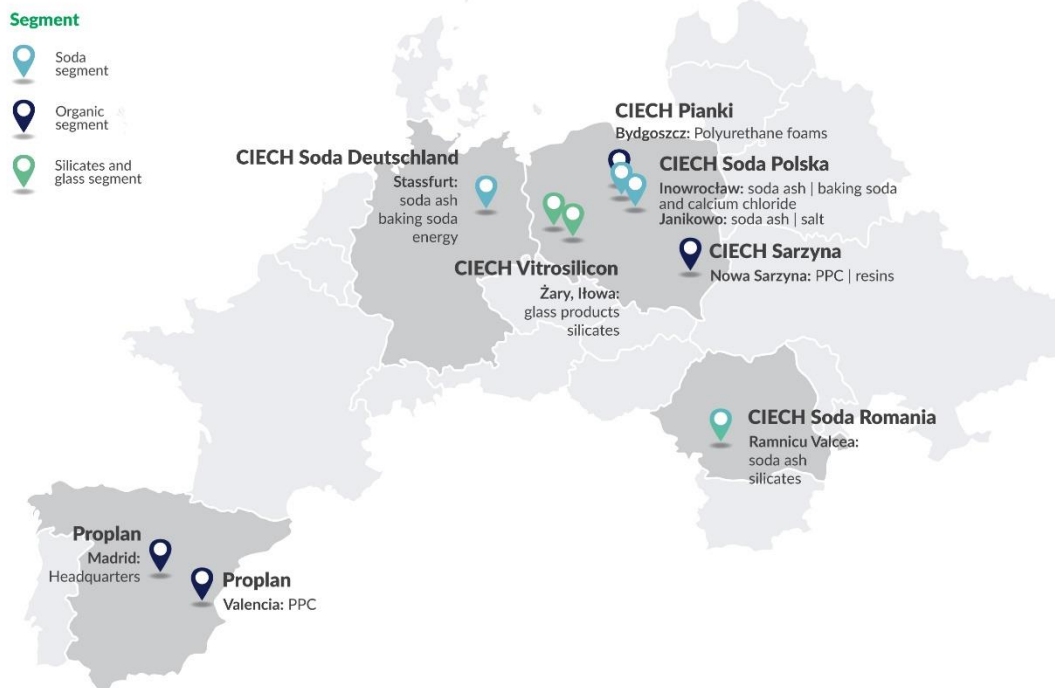 Segment
Soda
segment
Organic
segment
Silicates and
glass segment
CIECH Pianki
Bydgoszcz: Polyurethane foams
CIECH Soda Deutschland
Stassfurt:
soda ash
baking soda
energy
CIECH Soda Polska
Inowrocław: soda ash | baking soda
and calcium chloride
Janikowo: soda ash | salt
CIECH Sarzyna
Nowa Sarzyna: PPC | resins
CIECH Vitrosilicon
Żary, Iłowa:
glass products
silicates
CIECH Soda Romania
Ramnicu Valcea:
soda ash
silicates
Proplan
Madrid:
Headquarters
Proplan
Valencia: PPC